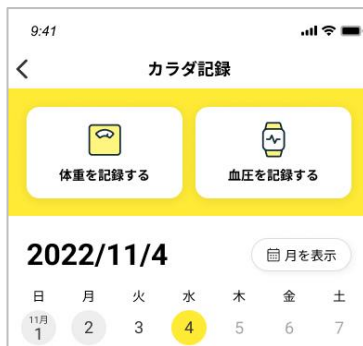 9:41
カラダ記録
体重を記録する
血圧を記録する
2022/11/4
月を表示
日 月 火 水 木 金 土
11月
1 2 3 4 5 6 7